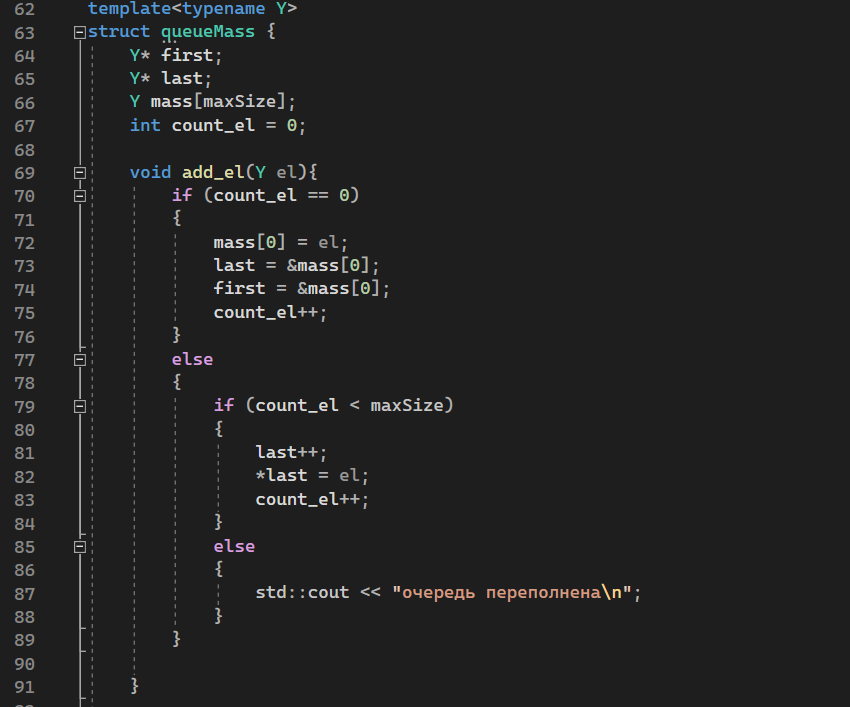 62 template<typename Y>
63 struct queueMass {
64 Y* first;
65 Y* last;
66 Y mass[maxSize];
67 int count_el = 0;
68
69 void add_el(Y el){
70 if (count_el == 0)
71 {
72 mass[0] = el;
73 last = &mass[0];
74 first = &mass[0];
75 count_el++;
76 }
77 else
78 {
79 if (count_el < maxSize)
80 {
81 last++;
82 *last = el;
83 count_el++;
84 }
85 else
86 {
87 std::cout << "очередь переполнена\n";
88 }
89 }
90
91 }